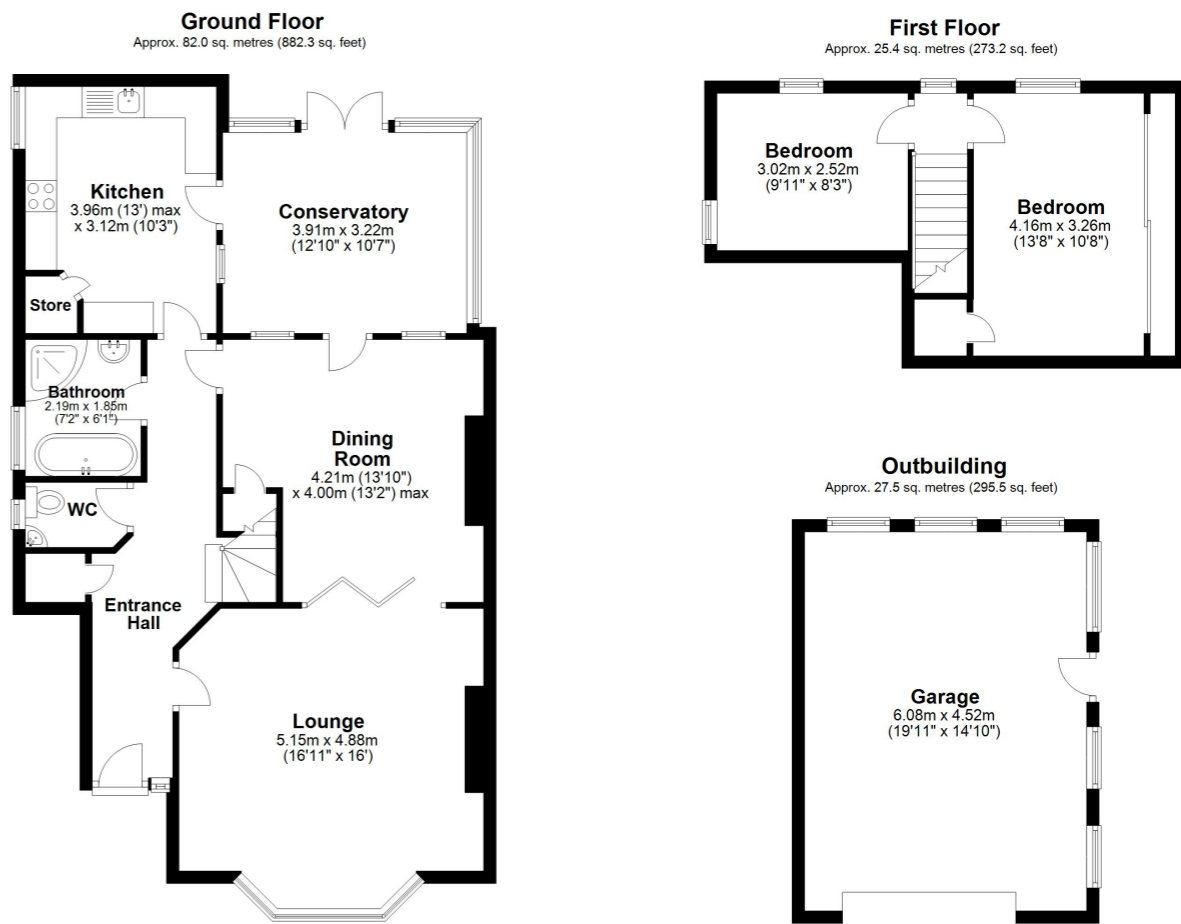 Ground Floor
Approx. 82.0 sq. metres (882.3 sq. feet)
Kitchen
3.96m (13') max
x 3.12m (10'3")
Conservatory
3.91m x 3.22m
(12'10" x 10'7")
Store
Bathroom
2.19m x 1.85m
(7'2" x 6'1")
Dining
Room
4.21m (13'10")
x 4.00m (13'2") max
WC
Entrance
Hall
Lounge
5.15m x 4.88m
(16'11" x 16')
First Floor
Approx. 25.4 sq. metres (273.2 sq. feet)
Bedroom
3.02m x 2.52m
(9'11" x 8'3")
Bedroom
4.16m x 3.26m
(13'8" x 10'8")
Outbuilding
Approx. 27.5 sq. metres (295.5 sq. feet)
Garage
6.08m x 4.52m
(19'11" x 14'10")